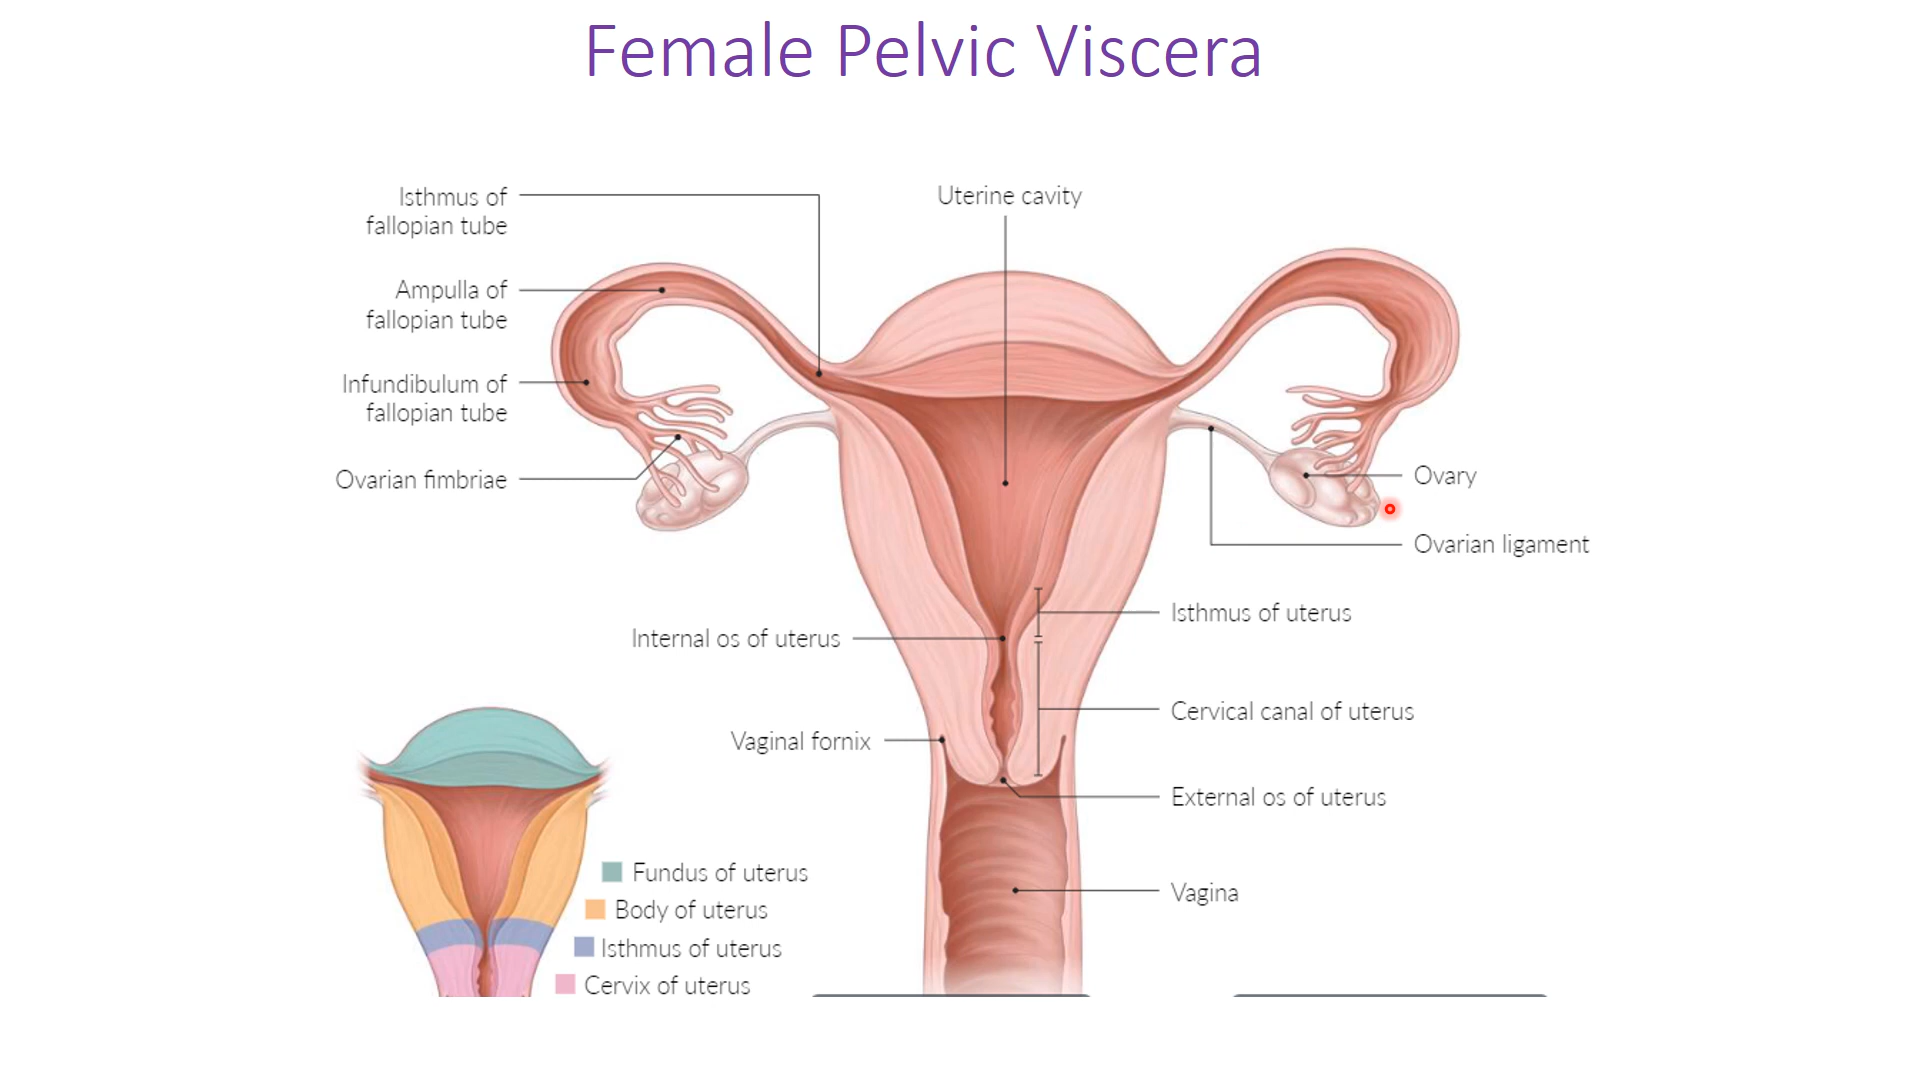 Female Pelvic Viscera
Isthmus of
fallopian tube
Uterine cavity
Ampulla of
fallopian tube
Infundibulum of
fallopian tube
Ovarian fimbriae
Ovary
Ovarian ligament
Isthmus of uterus
Internal os of uterus
Cervical canal of uterus
Vaginal fornix
External os of uterus
Vagina
Fundus of uterus
Body of uterus
Isthmus of uterus
Cervix of uterus